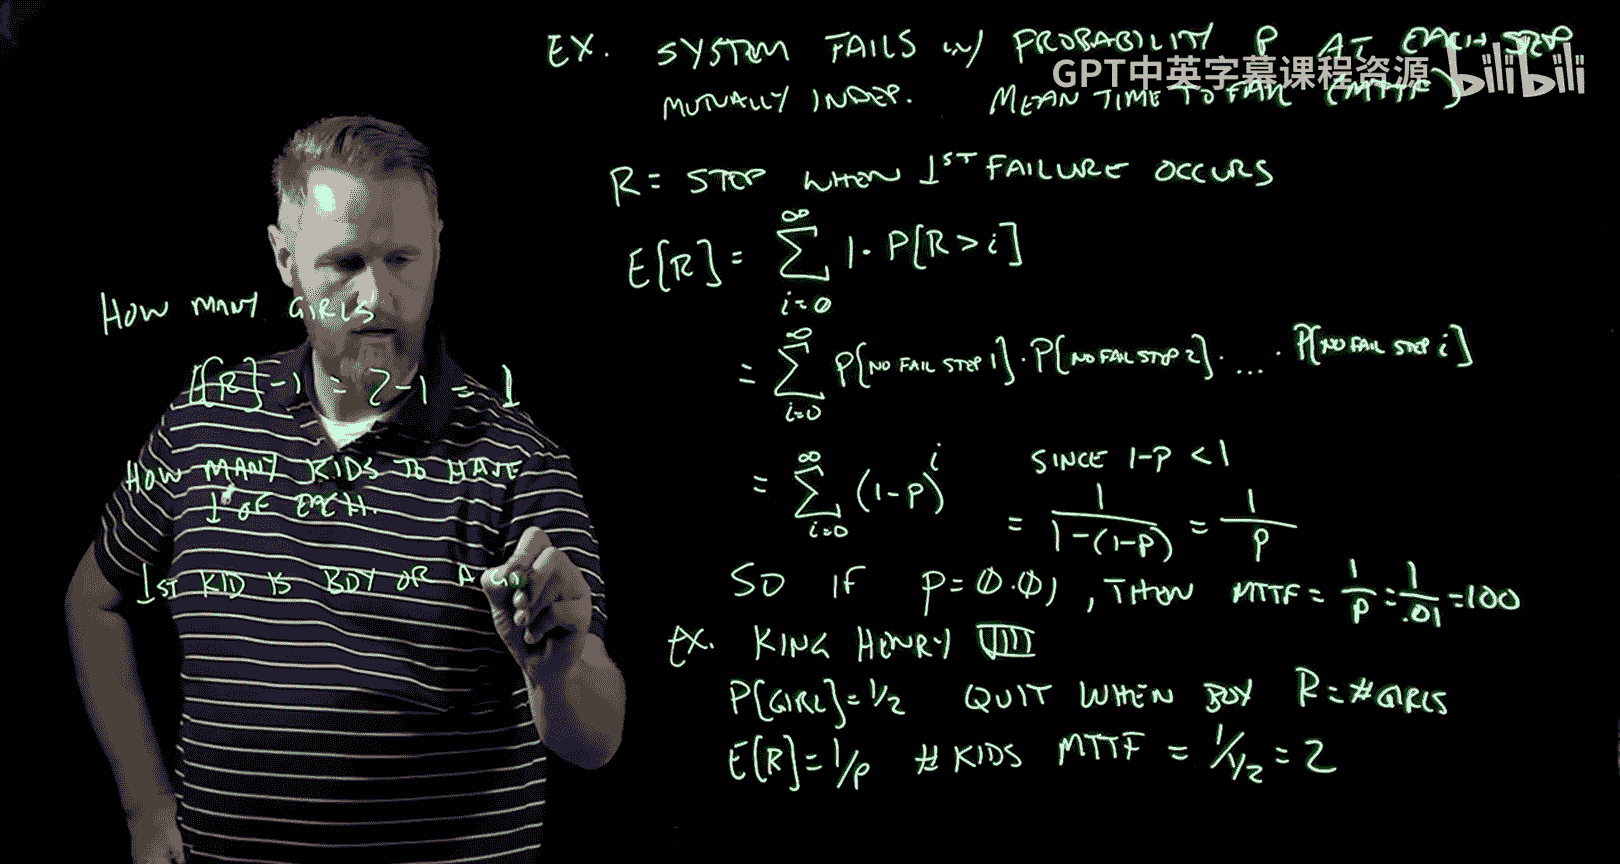 EX. SYSTEM FAILS W/ PROBABILITY P AT EACH STEP
GPT中英字幕课程资源 bilibili
MUTUALLY INDEP. MEAN TIME TO FAIL (MTTF)
R = STEP WHEN 1ST FAILURE OCCURS
E[R] = ∞ ∑ i=0 1· P[R > i]
= ∞ ∑ i=0 P[NO FAIL STEP 1] · P[NO FAIL STEP 2] · ... · P[NO FAIL STEP i]
= ∞ ∑ i=0 (1-P)^i SINCE 1-P < 1
= 1/(1-(1-P)) = 1/P
SO IF P = 0.01, THEN MTTF = 1/P = 1/.01 = 100
EX. KING HENRY VIII
P[GIRL] = 1/2 QUIT WHEN BOY R = # GIRLS
E[R] = 1/P # KIDS MTTF = 1/1/2 = 2
HOW MANY GIRLS
E[R] - 1 = 2 - 1 = 1
HOW MANY KIDS TO HAVE
1 OF EACH.
1ST KID IS BOY OR A